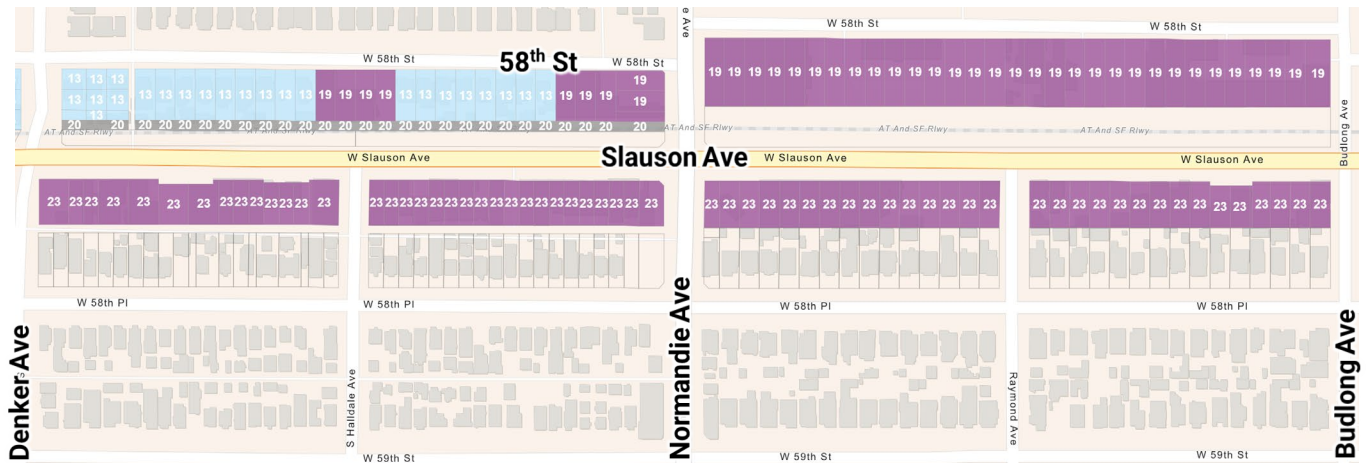 e Ave
W 58th St
W 58th St
W 58th St
58th St
W 58th St
13 13 13
13 13 13
13
13 13 13 13 13 13 13 13 13 13 19 19 19 19 13 13 13 13 13 13 13 13 19 19 19
19
19
20 20 20 20 20 20 20 20 20 20 20 20 20 20 20 20 20 20 20 20 20 20 20 20 20 20 20 20
19 19 19 19 19 19 19 19 19 19 19 19 19 19 19 19 19 19 19 19 19 19 19 19 19 19 19 19 19 19 19
AT And SF Rlwy
AT And SF Rlwy
AT And SF Rlwy
AT And SF Rlwy
AT And SF Rlwy
Budlong Ave
W Slauson Ave
Slauson Ave
W Slauson Ave
W Slauson Ave
23 23 23 23 23 23 23 23 23 23 23 23 23 23 23
23 23 23 23 23 23 23 23 23 23 23 23 23 23 23 23 23 23 23
23 23 23 23 23 23 23 23 23 23 23 23 23 23 23
23 23 23 23 23 23 23 23 23 23 23 23 23 23 23
W 58th Pl
W 58th Pl
W 58th Pl
W 58th Pl
Denker Ave
S Halldale Ave
Normandie Ave
Raymond Ave
Budlong Ave
W 59th St
W 59th St
W 59th St